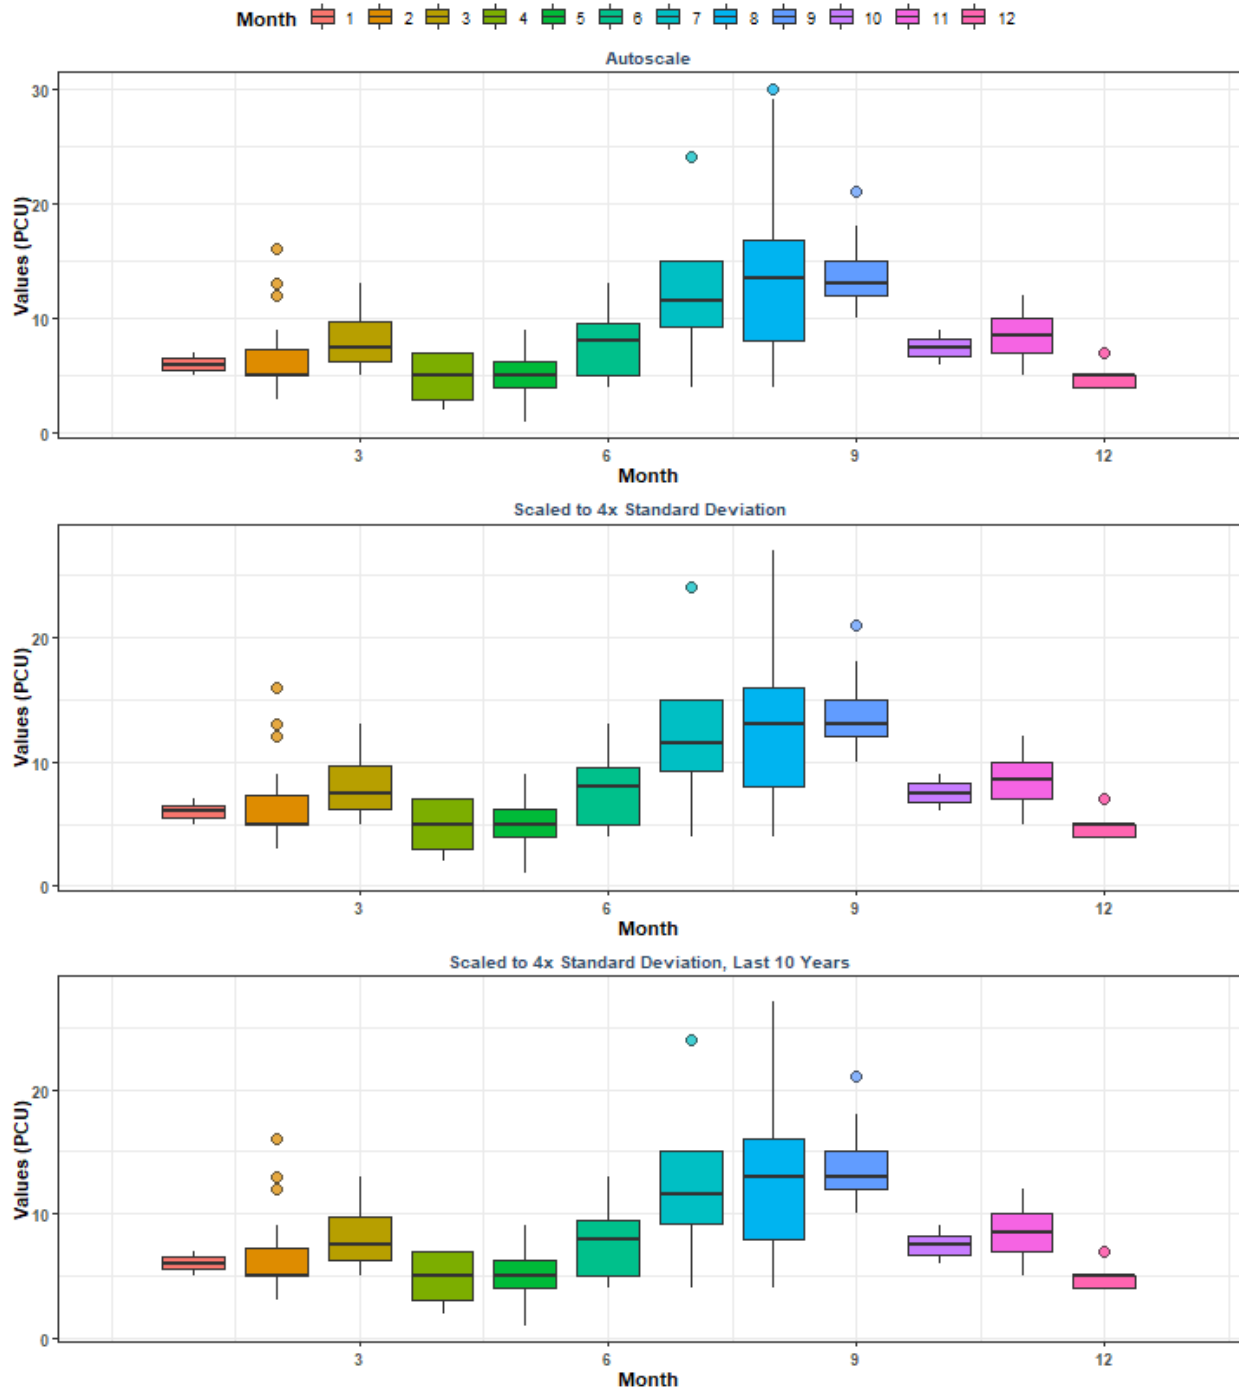 Month 1 2 3 4 5 6 7 8 9 10 11 12
Autoscale
Values (PCU)
30
20
10
0
3 6 9 12
Month
Scaled to 4x Standard Deviation
Values (PCU)
20
10
0
3 6 9 12
Month
Scaled to 4x Standard Deviation, Last 10 Years
Values (PCU)
20
10
0
3 6 9 12
Month